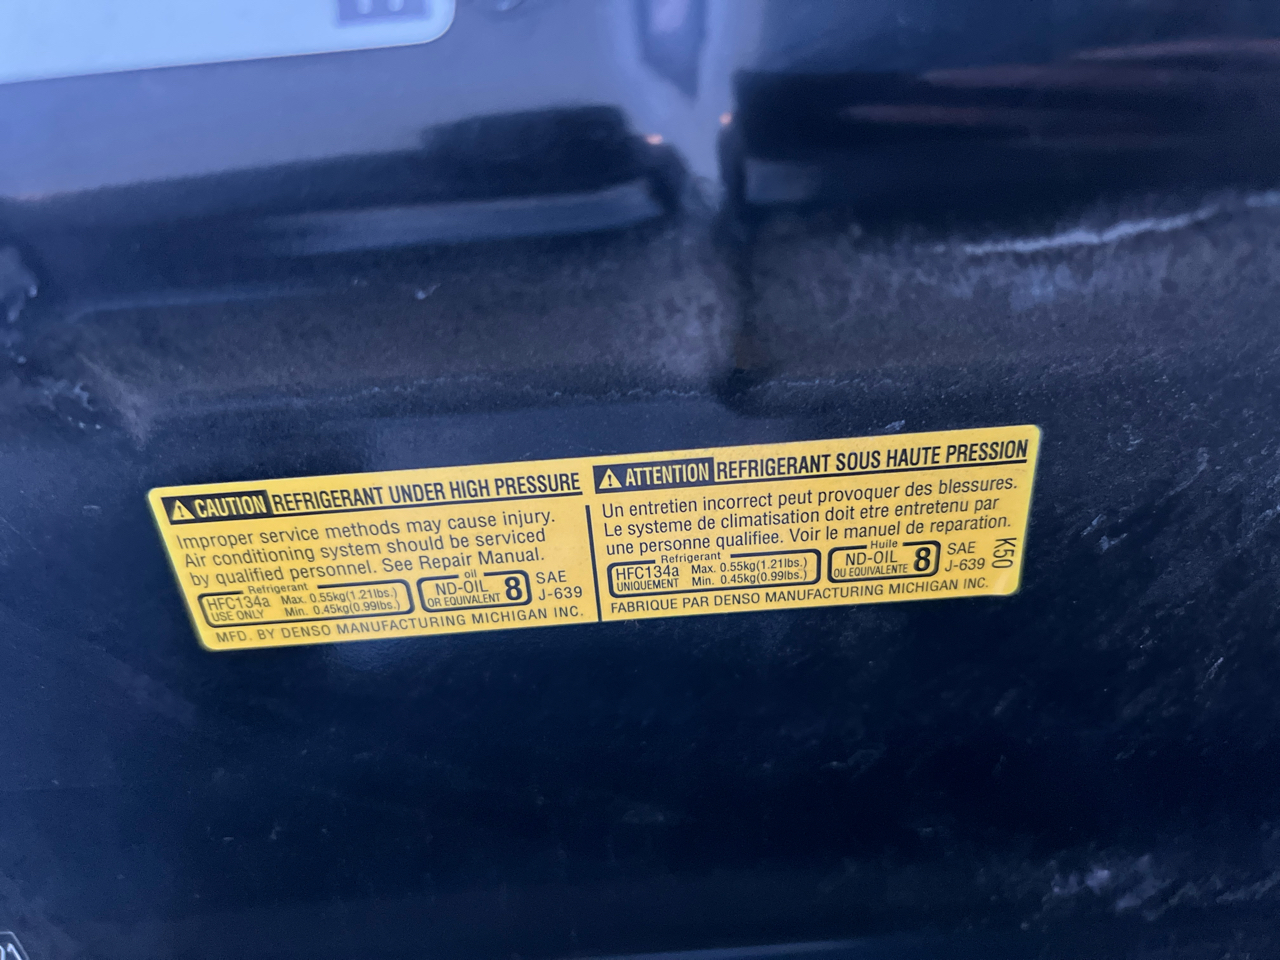 CAUTION REFRIGERANT UNDER HIGH PRESSURE
Improper service methods may cause injury.
Air conditioning system should be serviced
by qualified personnel. See Repair Manual.
Refrigerant
HFC134a Max. 0.55kg(1.21lbs.)
USE ONLY Min. 0.45kg(0.99lbs.)
oil
ND-OIL 8
OR EQUIVALENT
SAE
J-639
MFD. BY DENSO MANUFACTURING MICHIGAN INC.
ATTENTION REFRIGERANT SOUS HAUTE PRESSION
Un entretien incorrect peut provoquer des blessures.
Le systeme de climatisation doit etre entretenu par
une personne qualifiee. Voir le manuel de reparation.
Refrigerant
HFC134a Max. 0.55kg(1.21lbs.)
UNIQUEMENT Min. 0.45kg(0.99lbs.)
Huile
ND-OIL 8
OU EQUIVALENTE
SAE
J-639
K50
FABRIQUE PAR DENSO MANUFACTURING MICHIGAN INC.